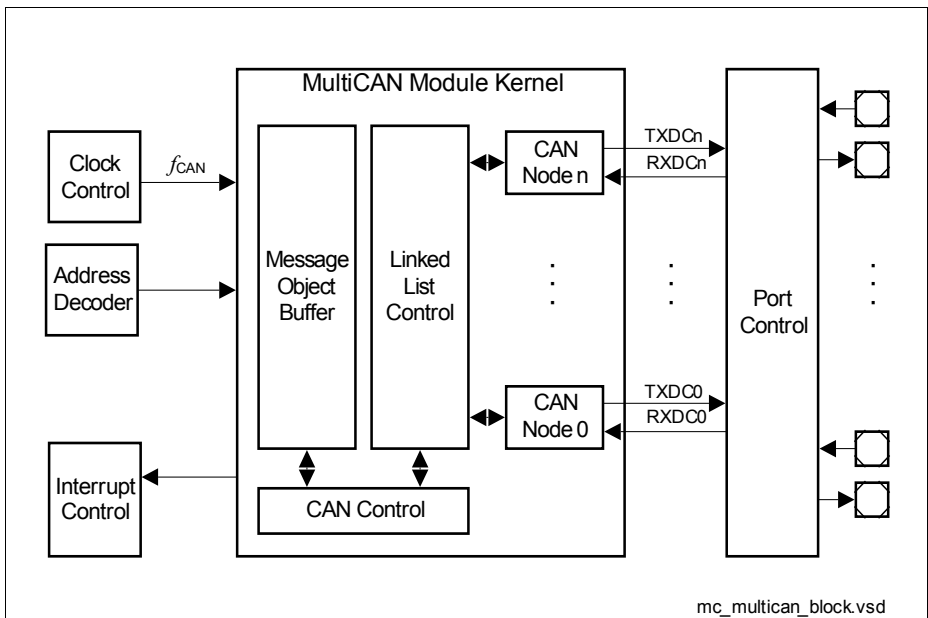 MultiCAN Module Kernel
Clock
Control
fCAN
Address
Decoder
Interrupt
Control
Message
Object
Buffer
Linked
List
Control
CAN Control
CAN
Node n
CAN
Node 0
TXDCn
RXDCn
TXDC0
RXDC0
Port
Control
mc_multican_block.vsd